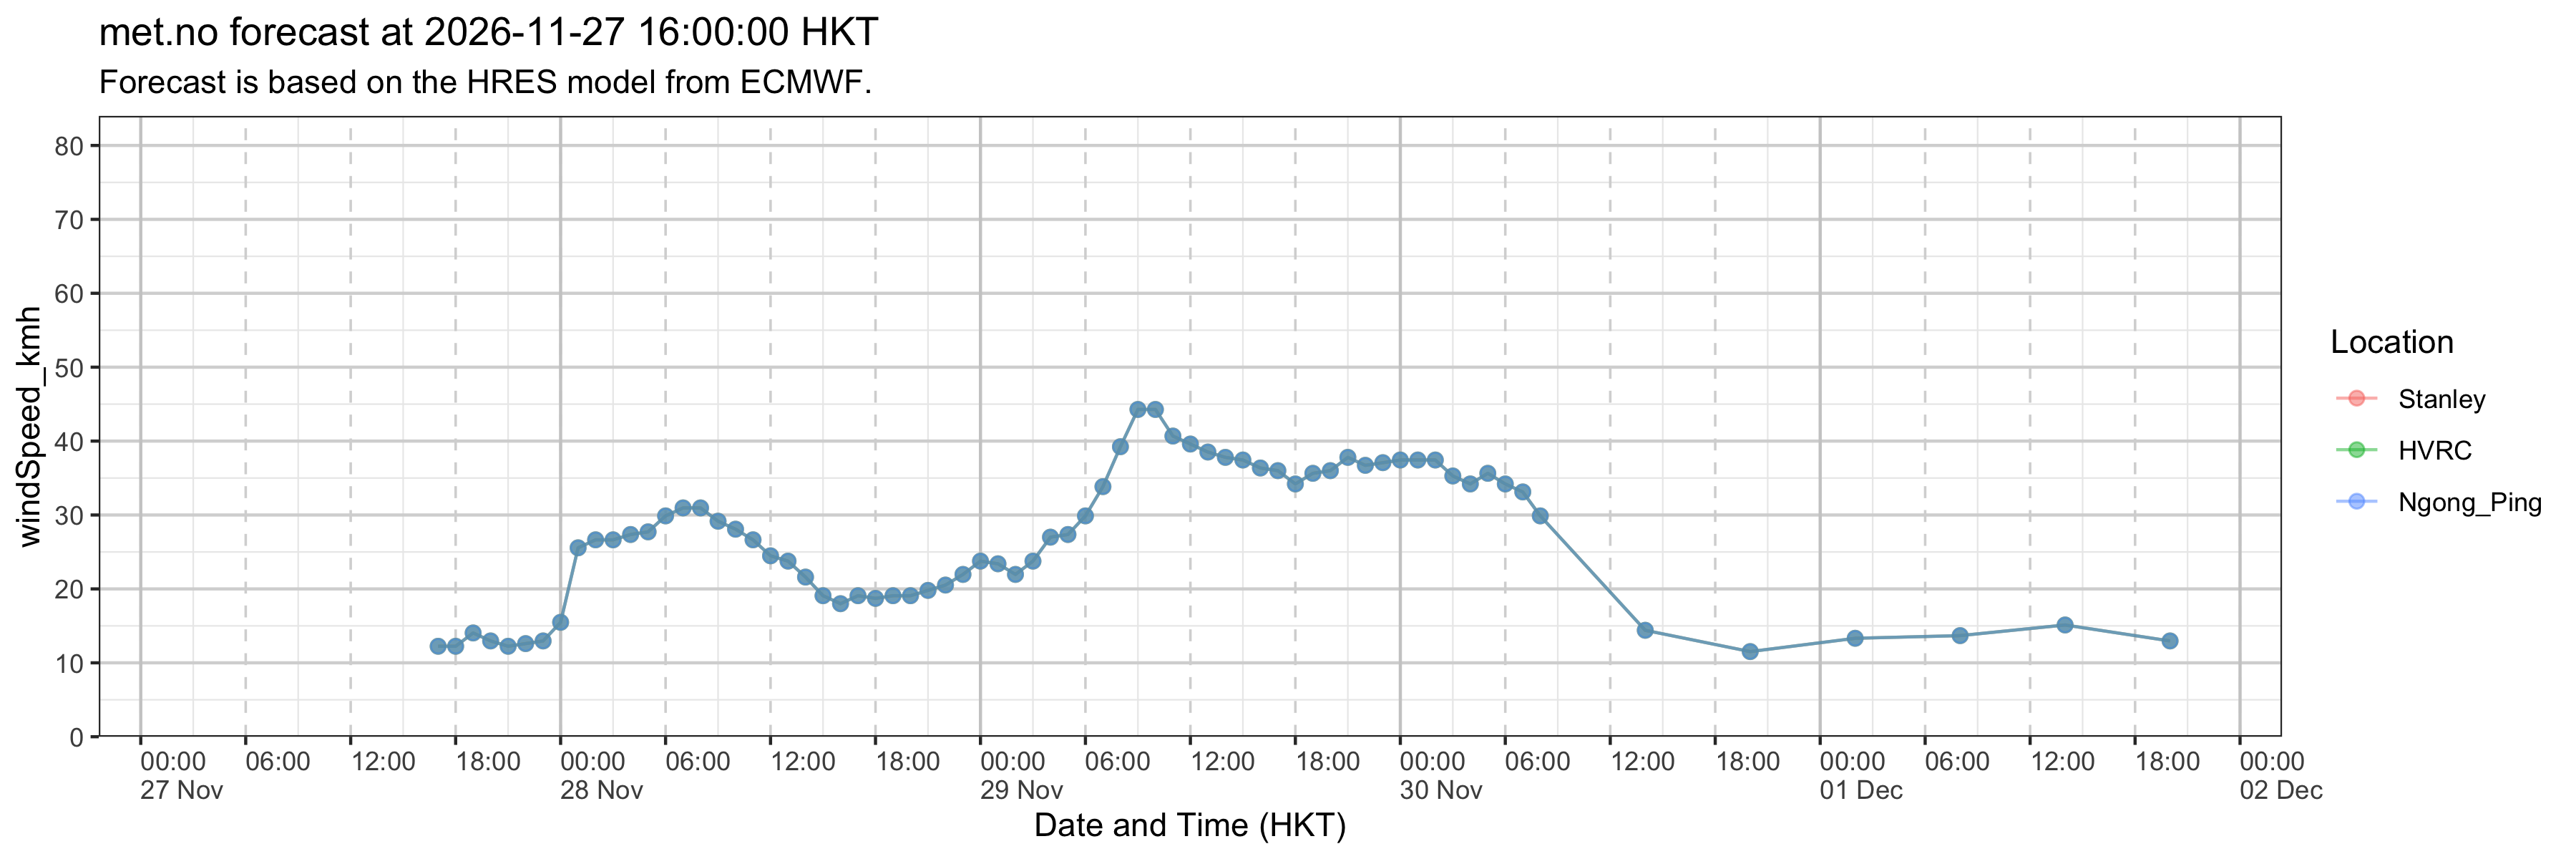 met.no forecast at 2026-11-27 16:00:00 HKT
Forecast is based on the HRES model from ECMWF.
windSpeed_kmh
80
70
60
50
40
30
20
10
0
00:00 06:00 12:00 18:00 00:00 06:00 12:00 18:00 00:00 06:00 12:00 18:00 00:00 06:00 12:00 18:00 00:00 06:00 12:00 18:00 00:00
27 Nov 28 Nov 29 Nov 30 Nov 01 Dec 02 Dec
Date and Time (HKT)
Location
Stanley
HVRC
Ngong_Ping